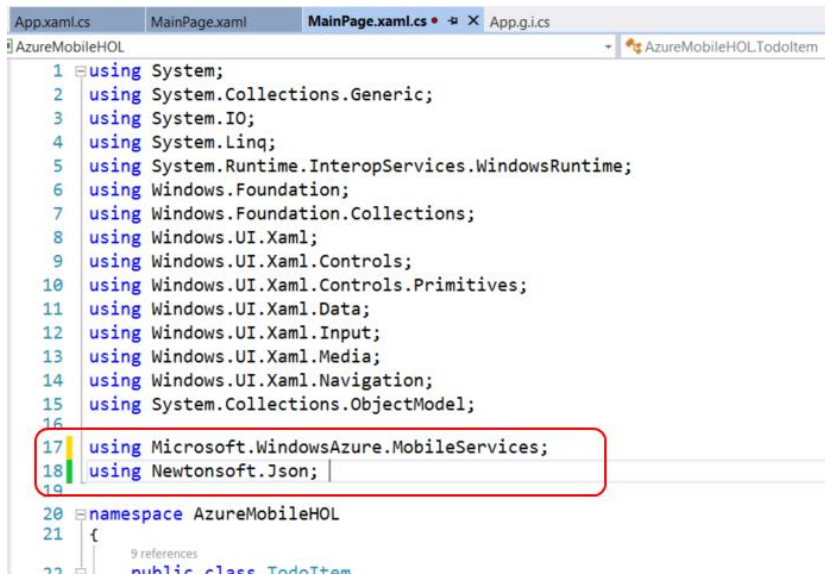 App.xaml.cs MainPage.xaml MainPage.xaml.cs App.g.i.cs
AzureMobileHOL AzureMobileHOL.TodoItem
1 using System;
2 using System.Collections.Generic;
3 using System.IO;
4 using System.Linq;
5 using System.Runtime.InteropServices.WindowsRuntime;
6 using Windows.Foundation;
7 using Windows.Foundation.Collections;
8 using Windows.UI.Xaml;
9 using Windows.UI.Xaml.Controls;
10 using Windows.UI.Xaml.Controls.Primitives;
11 using Windows.UI.Xaml.Data;
12 using Windows.UI.Xaml.Input;
13 using Windows.UI.Xaml.Media;
14 using Windows.UI.Xaml.Navigation;
15 using System.Collections.ObjectModel;
16
17 using Microsoft.WindowsAzure.MobileServices;
18 using Newtonsoft.Json;
19
20 namespace AzureMobileHOL
21 {
9 references
22 public class TodoItem